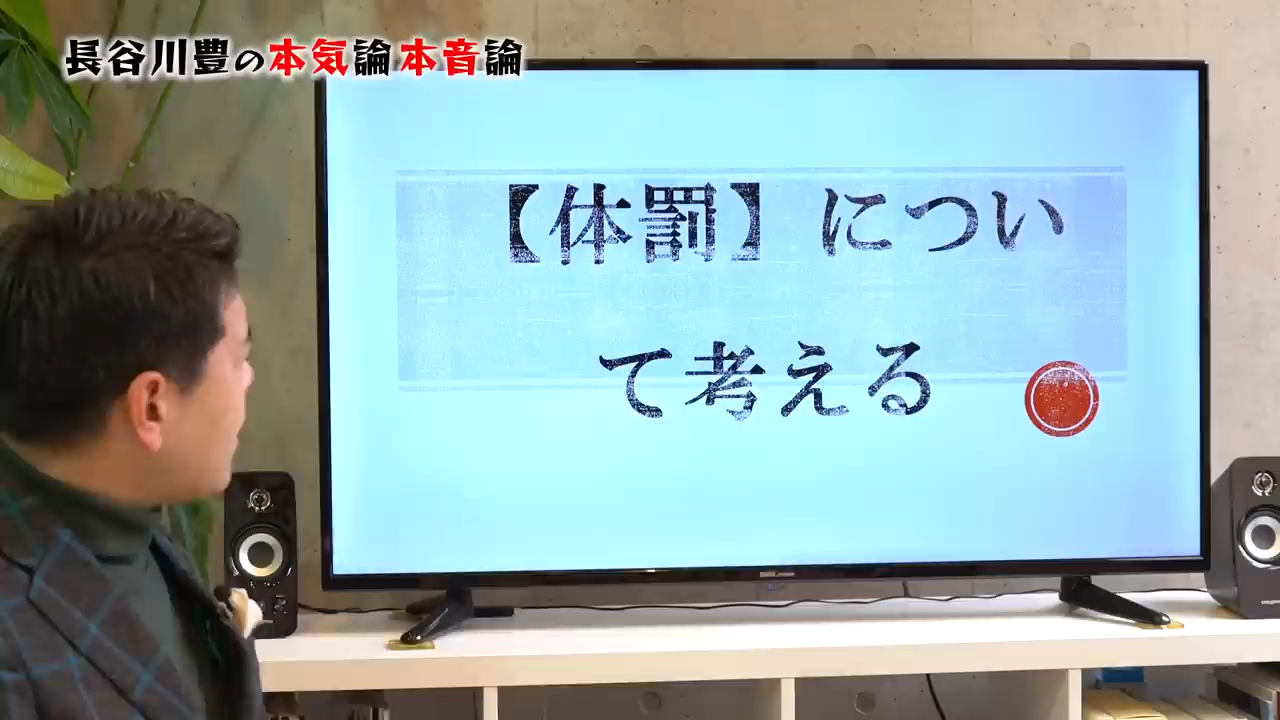 長谷川豊の本気論本音論
【体罰】につい
て考える